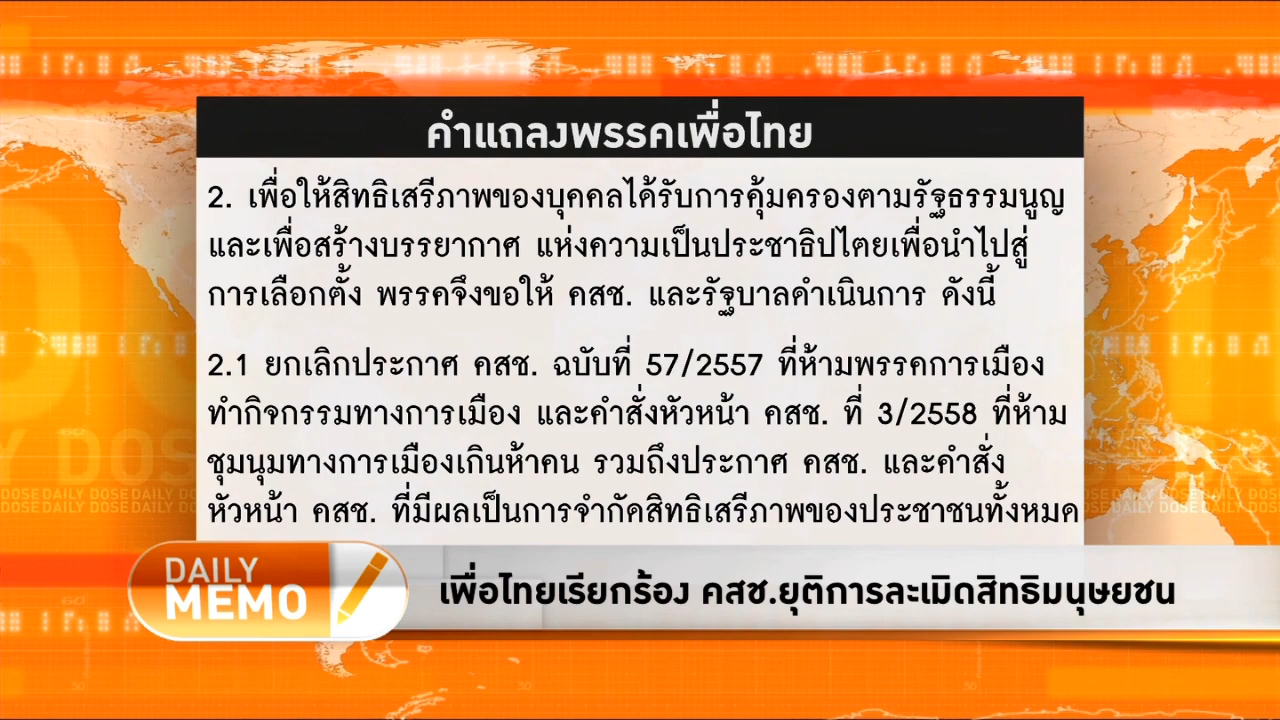 คำแถลงพรรคเพื่อไทย
2. เพื่อให้สิทธิเสรีภาพของบุคคลได้รับการคุ้มครองตามรัฐธรรมนูญ
และเพื่อสร้างบรรยากาศ แห่งความเป็นประชาธิปไตยเพื่อนำไปสู่
การเลือกตั้ง พรรคจึงขอให้ คสช. และรัฐบาลดำเนินการ ดังนี้
2.1 ยกเลิกประกาศ คสช. ฉบับที่ 57/2557 ที่ห้ามพรรคการเมือง
ทำกิจกรรมทางการเมือง และคำสั่งหัวหน้า คสช. ที่ 3/2558 ที่ห้าม
ชุมนุมทางการเมืองเกินห้าคน รวมถึงประกาศ คสช. และคำสั่ง
หัวหน้า คสช. ที่มีผลเป็นการจำกัดสิทธิเสรีภาพของประชาชนทั้งหมด
DAILY
MEMO
เพื่อไทยเรียกร้อง คสช.ยุติการละเมิดสิทธิมนุษยชน